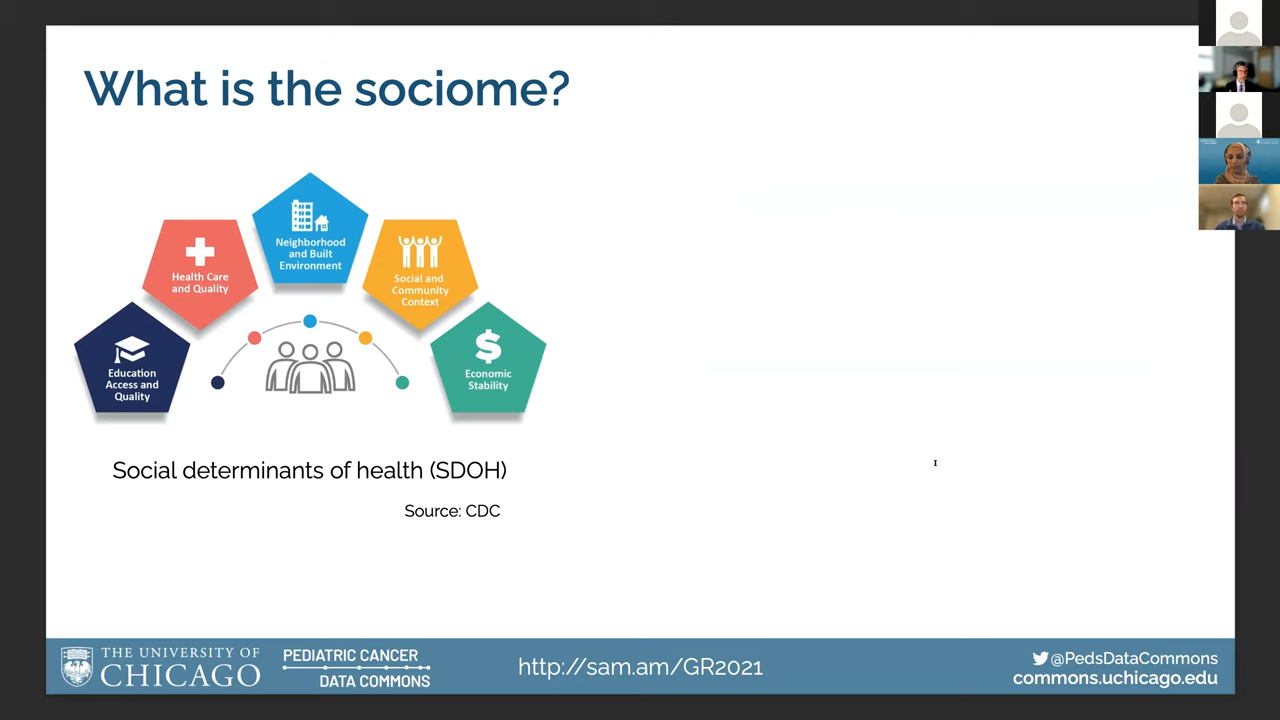 What is the sociome?
Neighborhood
and Built
Environment
Health Care
and Quality
Social and
Community
Context
Education
Access and
Quality
Economic
Stability
Social determinants of health (SDOH)
Source: CDC
THE UNIVERSITY OF
CHICAGO
PEDIATRIC CANCER
DATA COMMONS
http://sam.am/GR2021
@PedsDataCommons
commons.uchicago.edu